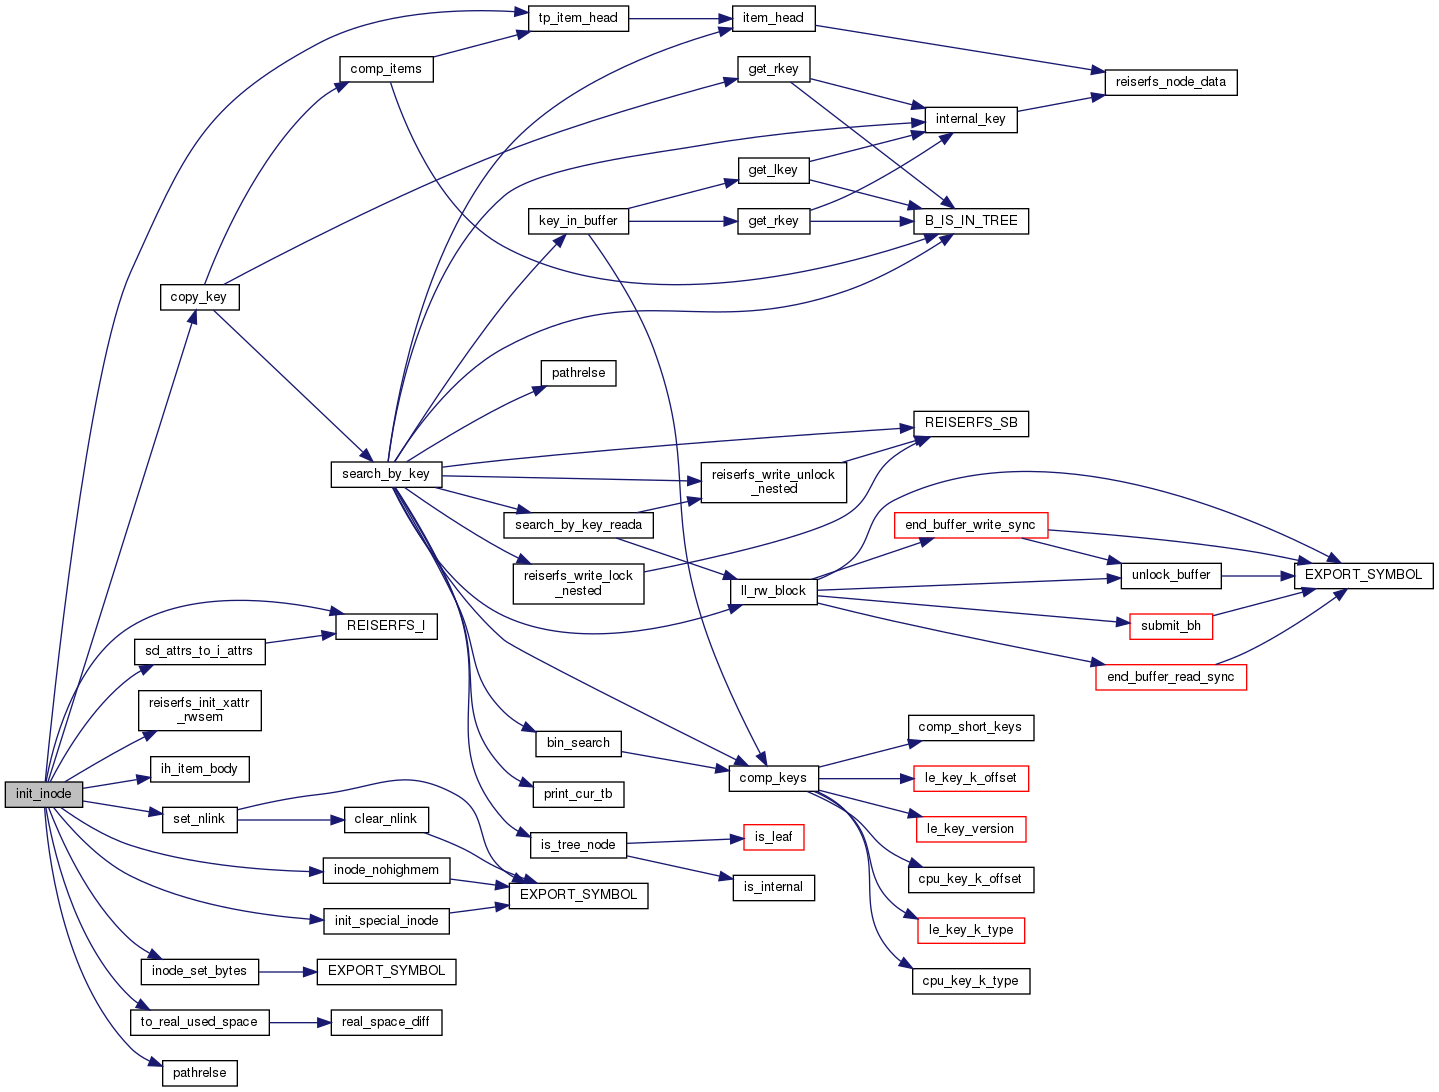 tp_item_head
item_head
comp_items
get_rkey
reiserfs_node_data
internal_key
get_lkey
key_in_buffer
get_rkey
B_IS_IN_TREE
copy_key
pathrelse
REISERFS_SB
search_by_key
reiserfs_write_unlock
_nested
search_by_key_reada
end_buffer_write_sync
reiserfs_write_lock
_nested
ll_rw_block
unlock_buffer
EXPORT_SYMBOL
REISERFS_I
submit_bh
sd_attrs_to_i_attrs
end_buffer_read_sync
reiserfs_init_xattr
_rwsem
comp_short_keys
bin_search
ih_item_body
comp_keys
le_key_k_offset
init_inode
print_cur_tb
set_nlink
clear_nlink
le_key_version
is_tree_node
is_leaf
inode_nohighmem
cpu_key_k_offset
is_internal
EXPORT_SYMBOL
init_special_inode
le_key_k_type
inode_set_bytes
EXPORT_SYMBOL
cpu_key_k_type
to_real_used_space
real_space_diff
pathrelse